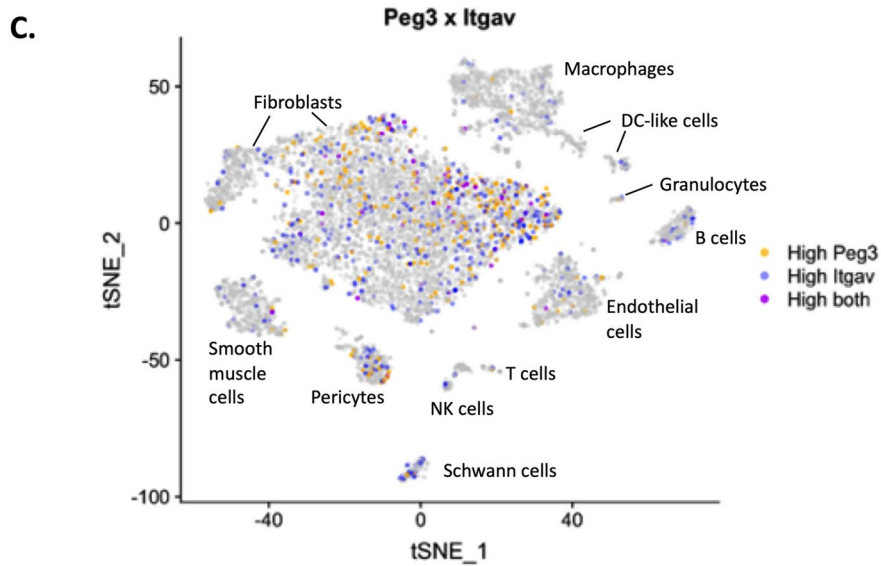 C.
Peg3 x Itgav
Macrophages
Fibroblasts
DC-like cells
Granulocytes
B cells
High Peg3
High Itgav
High both
Endothelial
cells
Smooth
muscle
cells
Pericytes
T cells
NK cells
Schwann cells
50
0
-50
-100
tSNE_2
-40
0
40
tSNE_1